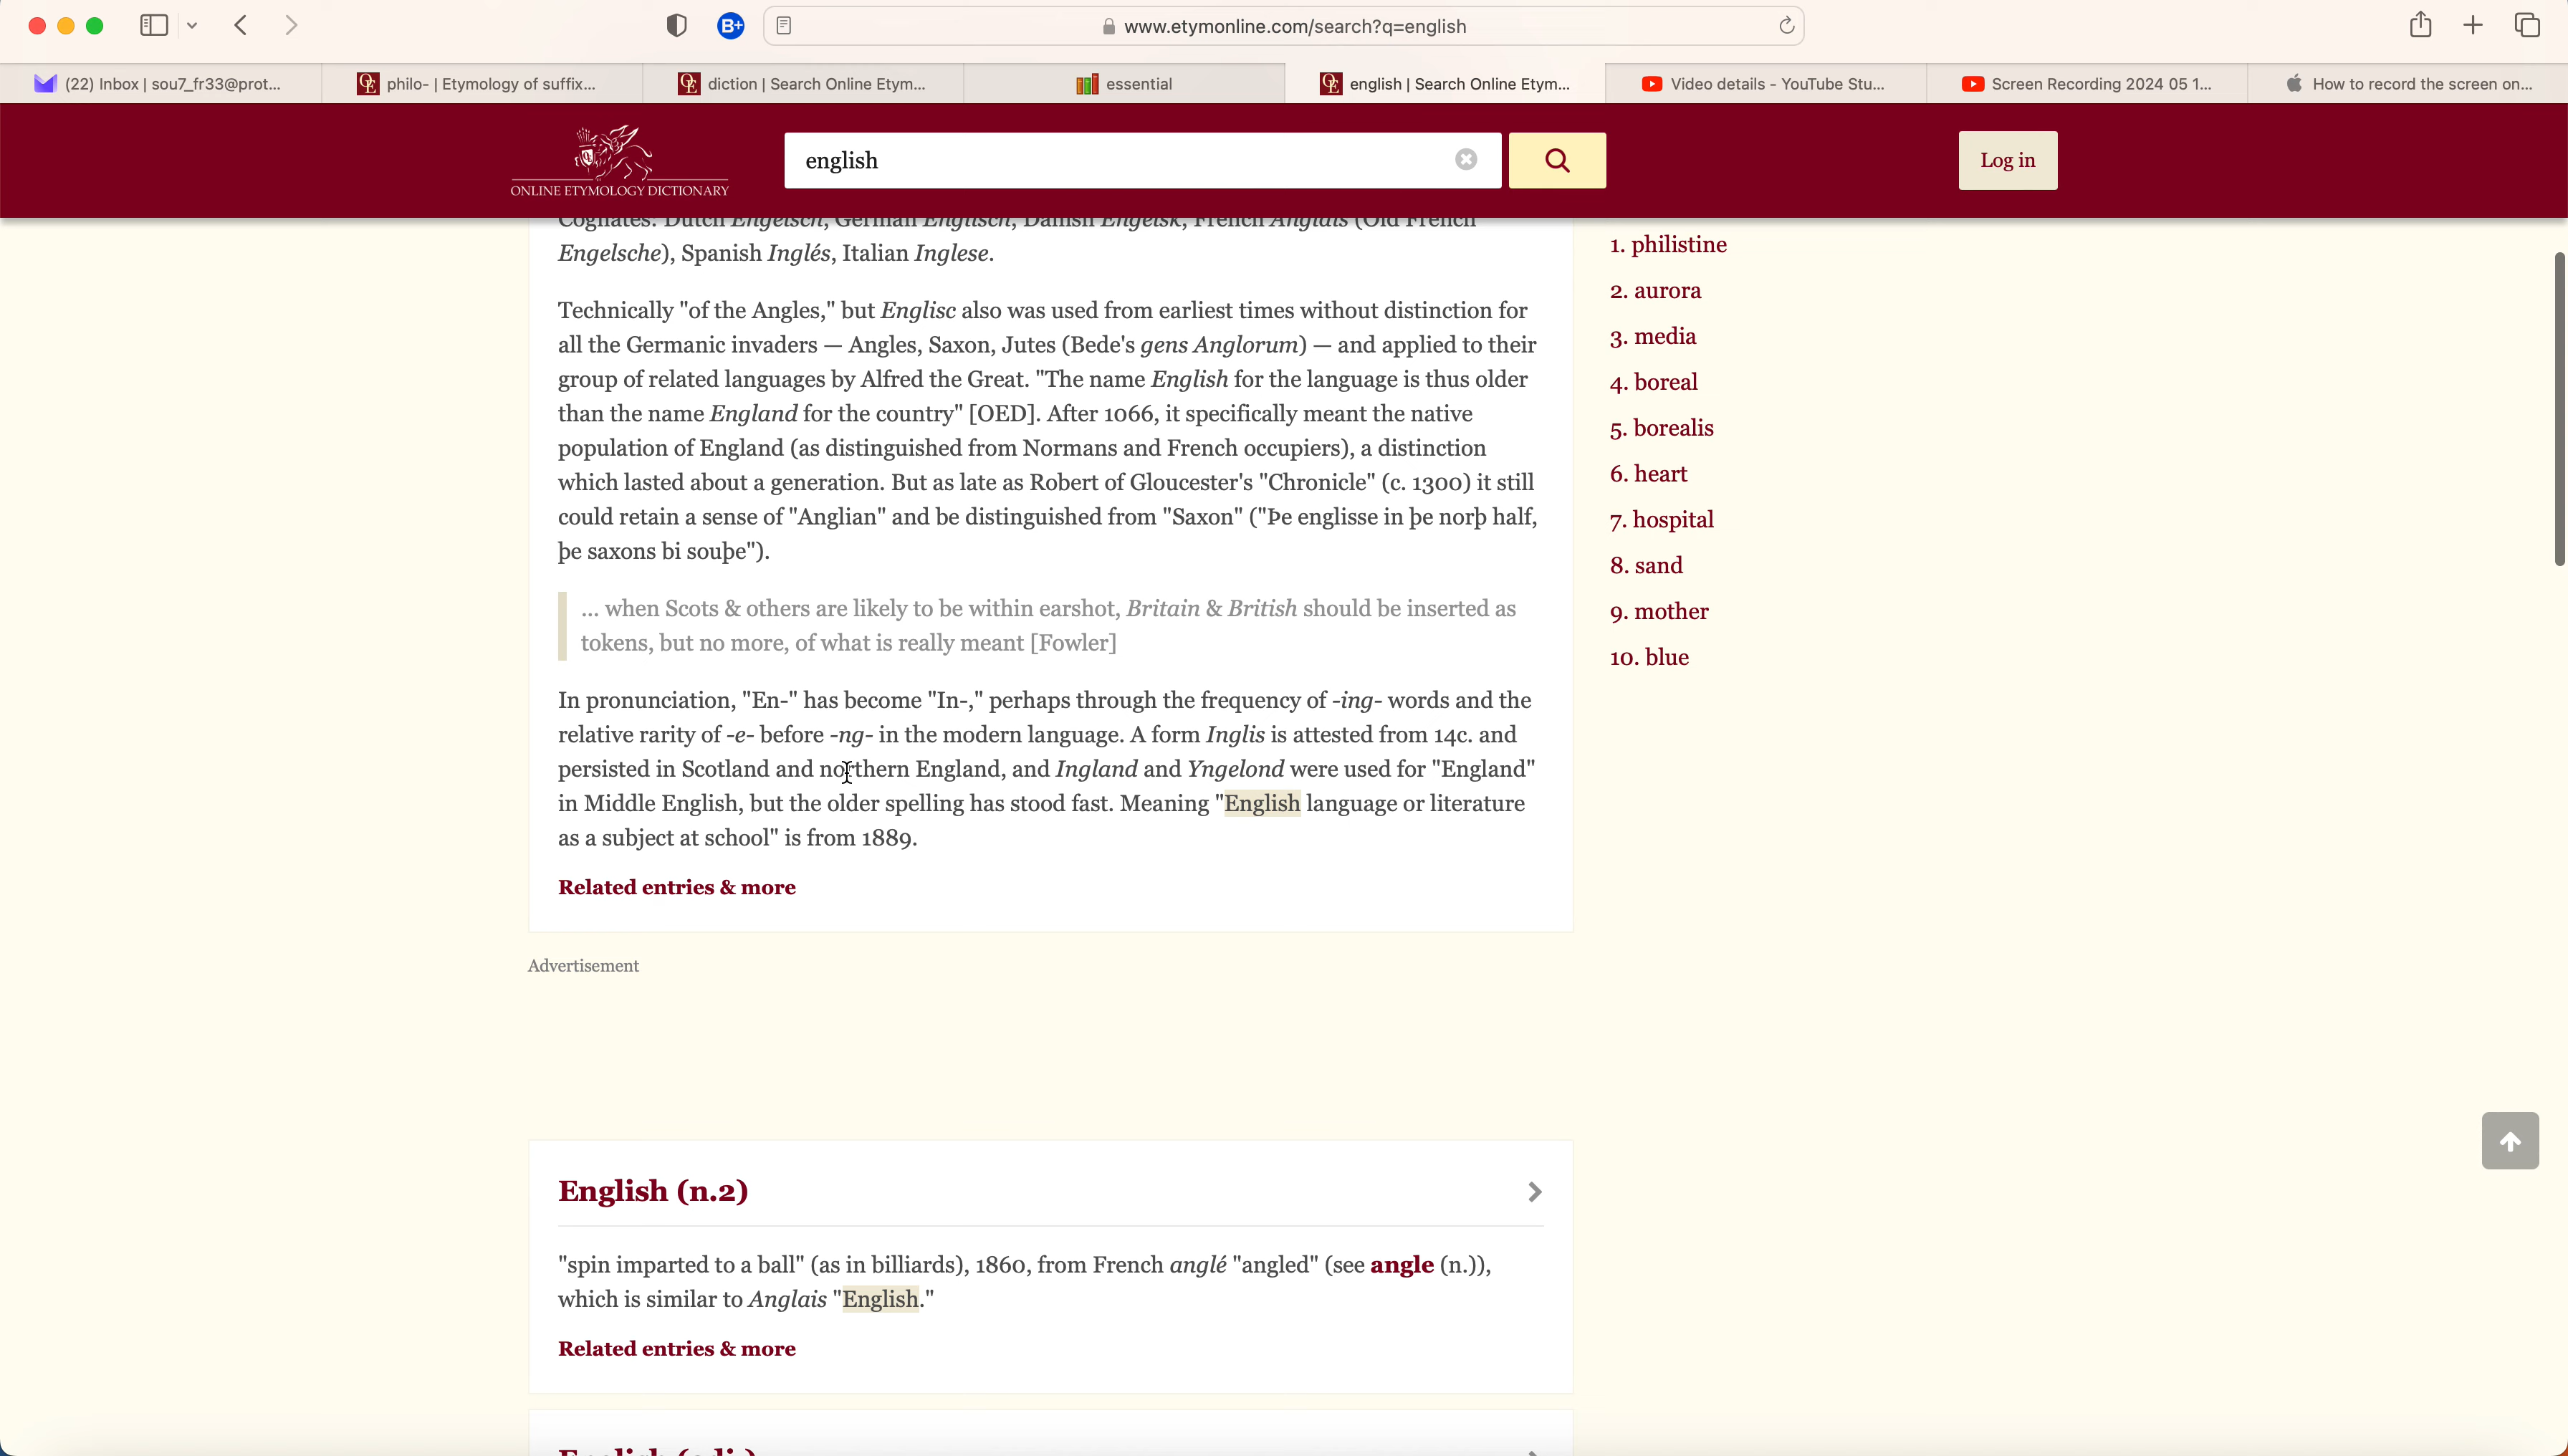 www.etymonline.com/search?q=english
(22) Inbox | sou7_fr33@prot...
philo- | Etymology of suffix...
diction | Search Online Etym...
essential
english | Search Online Etym...
Video details - YouTube Stu...
Screen Recording 2024 05 1...
How to record the screen on...
ONLINE ETYMOLOGY DICTIONARY
english
Log in
Cognates: Dutch Engelsch, German Englisch, Danish Engelsk, French Anglais (Old French
Engelsche), Spanish Inglés, Italian Inglese.
Technically "of the Angles," but Englisc also was used from earliest times without distinction for
all the Germanic invaders — Angles, Saxon, Jutes (Bede's gens Anglorum) — and applied to their
group of related languages by Alfred the Great. "The name English for the language is thus older
than the name England for the country" [OED]. After 1066, it specifically meant the native
population of England (as distinguished from Normans and French occupiers), a distinction
which lasted about a generation. But as late as Robert of Gloucester's "Chronicle" (c. 1300) it still
could retain a sense of "Anglian" and be distinguished from "Saxon" ("Þe englisse in þe norþ half,
þe saxons bi souþe").
... when Scots & others are likely to be within earshot, Britain & British should be inserted as
tokens, but no more, of what is really meant [Fowler]
In pronunciation, "En-" has become "In-," perhaps through the frequency of -ing- words and the
relative rarity of -e- before -ng- in the modern language. A form Inglis is attested from 14c. and
persisted in Scotland and northern England, and Ingland and Yngelond were used for "England"
in Middle English, but the older spelling has stood fast. Meaning "English language or literature
as a subject at school" is from 1889.
Related entries & more
1. philistine
2. aurora
3. media
4. boreal
5. borealis
6. heart
7. hospital
8. sand
9. mother
10. blue
Advertisement
English (n.2)
"spin imparted to a ball" (as in billiards), 1860, from French anglé "angled" (see angle (n.)),
which is similar to Anglais "English."
Related entries & more
English (adj.)